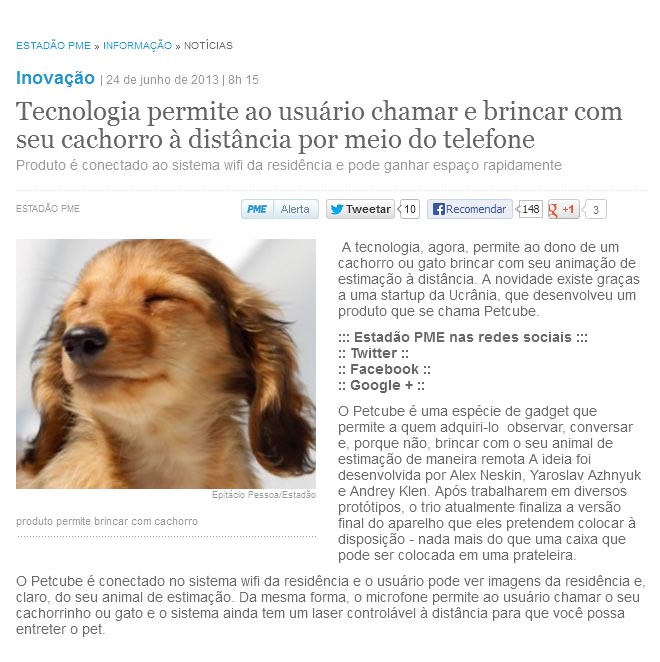 ESTADÃO PME » INFORMAÇÃO » NOTÍCIAS
Inovação | 24 de junho de 2013 | 8h 15
Tecnologia permite ao usuário chamar e brincar com
seu cachorro à distância por meio do telefone
Produto é conectado ao sistema wifi da residência e pode ganhar espaço rapidamente
ESTADÃO PME
PME Alerta
Tweetar 10
Recomendar 148
+1 3
A tecnologia, agora, permite ao dono de um
cachorro ou gato brincar com seu animação de
estimação à distância. A novidade existe graças
a uma startup da Ucrânia, que desenvolveu um
produto que se chama Petcube.
::: Estadão PME nas redes sociais :::
:: Twitter ::
:: Facebook ::
:: Google + ::
O Petcube é uma espécie de gadget que
permite a quem adquiri-lo observar, conversar
e, porque não, brincar com o seu animal de
estimação de maneira remota A ideia foi
desenvolvida por Alex Neskin, Yaroslav Azhnyuk
e Andrey Klen. Após trabalharem em diversos
protótipos, o trio atualmente finaliza a versão
final do aparelho que eles pretendem colocar à
disposição - nada mais do que uma caixa que
pode ser colocada em uma prateleira.
Epitácio Pessoa/Estadão
produto permite brincar com cachorro
O Petcube é conectado no sistema wifi da residência e o usuário pode ver imagens da residência e,
claro, do seu animal de estimação. Da mesma forma, o microfone permite ao usuário chamar o seu
cachorrinho ou gato e o sistema ainda tem um laser controlável à distância para que você possa
entreter o pet.